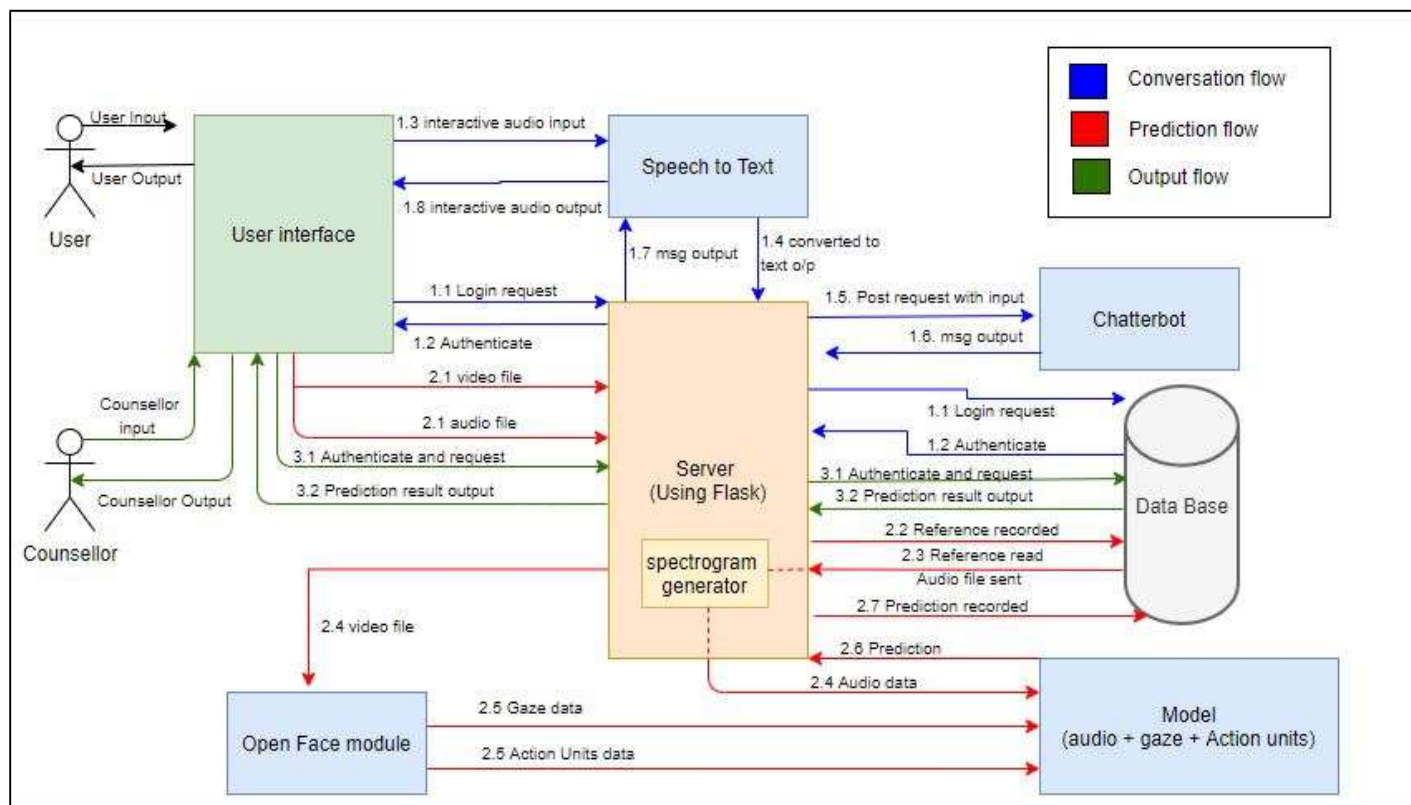 Conversation flow
Prediction flow
Output flow
User Inout
User Output
User
User interface
1.3 interactive audio input
1.8 interactive audio output
Speech to Text
1.7 msg output
1.4 converted to
text o/p
1.1 Login request
1.2 Authenticate
1.5. Post request with input
1.6. msg output
Chatterbot
2.1 video file
2.1 audio file
3.1 Authenticate and request
3.2 Prediction result output
Counsellor
input
Counsellor Output
Counsellor
Server
(Using Flask)
spectrogram
generator
1.1 Login request
1.2 Authenticate
3.1 Authenticate and request
3.2 Prediction result output
2.2 Reference recorded
2.3 Reference read
Audio file sent
2.7 Prediction recorded
Data Base
2.4 video file
2.6 Prediction
2.4 Audio data
Open Face module
2.5 Gaze data
2.5 Action Units data
Model
(audio + gaze + Action units)